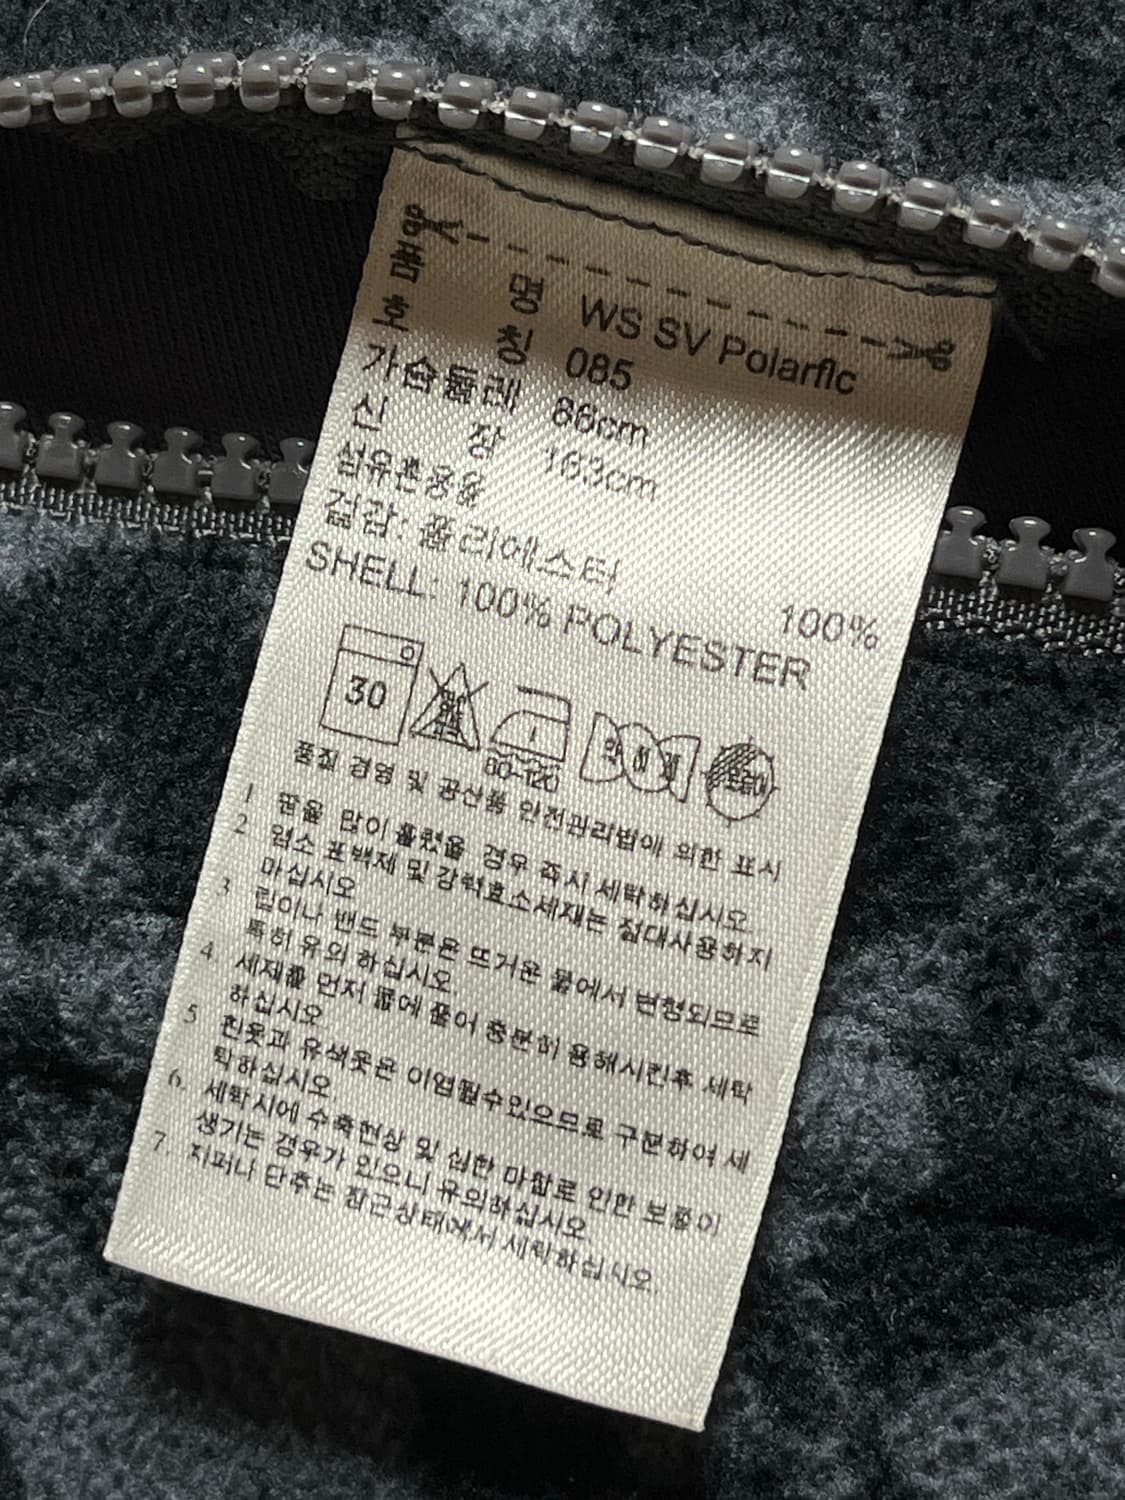 품 명 WS SV Polarflc
호 칭 085
가슴둘레 86cm
신 장 163cm
섬유혼용율
겉감: 폴리에스터 100%
SHELL: 100% POLYESTER
30
80-120
약 하 게
품질 경영 및 공산품 안전관리법에 의한 표시
1 땀을 많이 흘렸을 경우 즉시 세탁하십시오.
2 염소 표백제 및 강력효소세재는 절대사용하지
마십시오
3 립이나 밴드 부분은 뜨거운 물에서 변형되므로
특히 유의 하십시오
4 세재를 먼저 물에 풀어 충분히 용해시킨후 세탁
하십시오
5 흰옷과 유색옷은 이염될수있으므로 구분하여 세
탁하십시오
6. 세탁시에 수축현상 및 심한 마찰로 인한 보풀이
생기는 경우가 있으니 유의하십시오
7. 지퍼나 단추는 잠근상태에서 세탁하십시오.